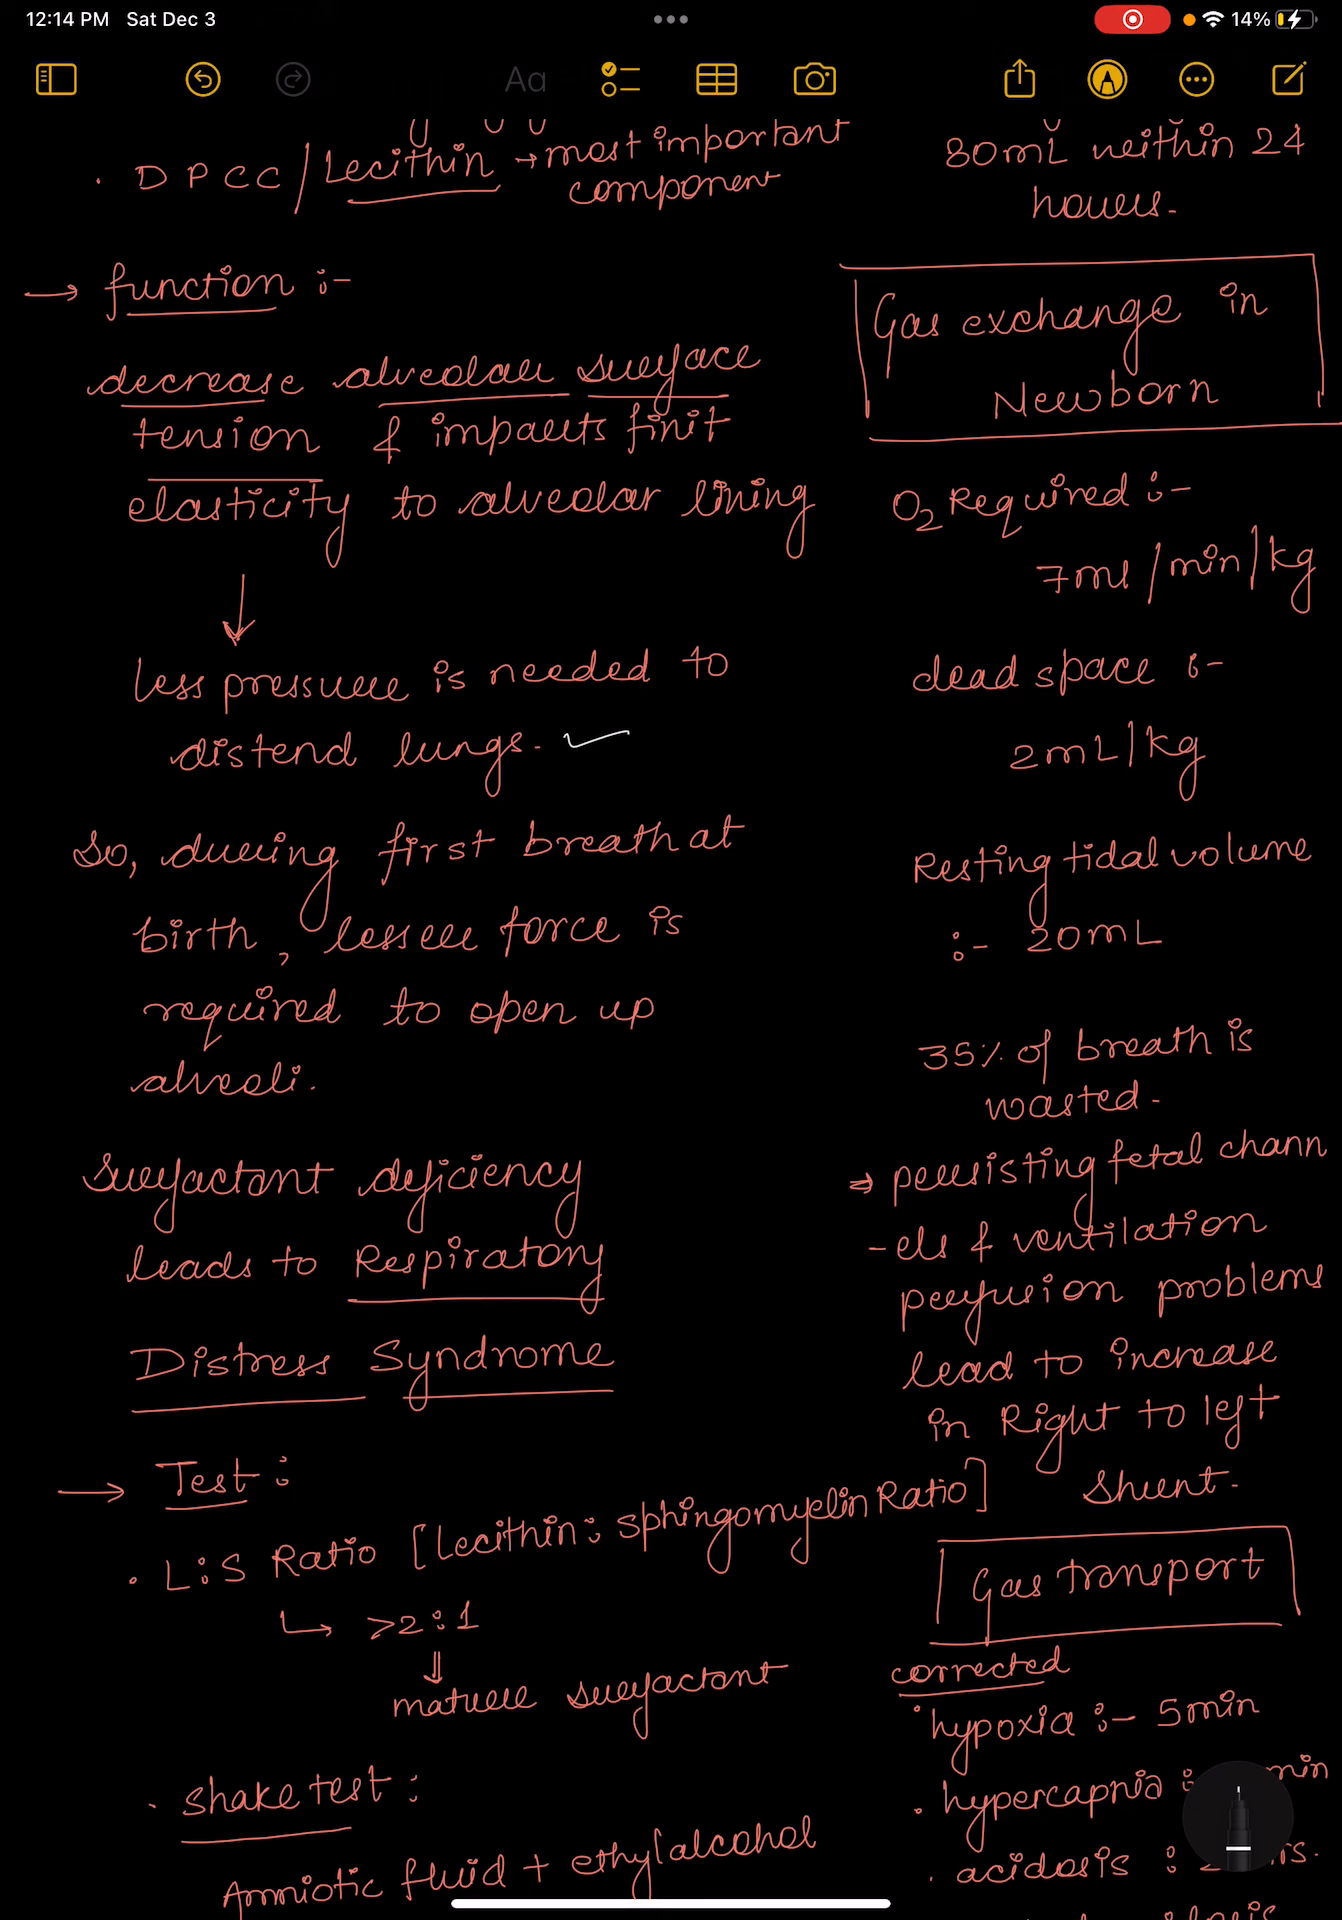 12:14 PM Sat Dec 3
14%
Aa
. DPCC / Lecithin → most important
component
→ function :-
decrease alveolar surface
tension & imparts finit
elasticity to alveolar lining
↓
less pressure is needed to
distend lungs. ✓
So, during first breath at
birth, lesser force is
required to open up
alveoli.
Surfactant deficiency
leads to Respiratory
Distress Syndrome
→ Test :
. L:S Ratio [Lecithin : sphingomyelin Ratio]
↳ >2:1
⇓
mature surfactant
. shake test :
Amniotic fluid + ethyl alcohol
30mL within 24
hours.
Gas exchange in
Newborn
O2 Required :-
7ml/min/kg
dead space :-
2mL/kg
Resting tidal volume
:- 20mL
35% of breath is
wasted.
→ persisting fetal chann
-els & ventilation
perfusion problems
lead to increase
in Right to left
Shunt.
Gas transport
corrected
. hypoxia :- 5min
. hypercapnia : min
. acidosis :